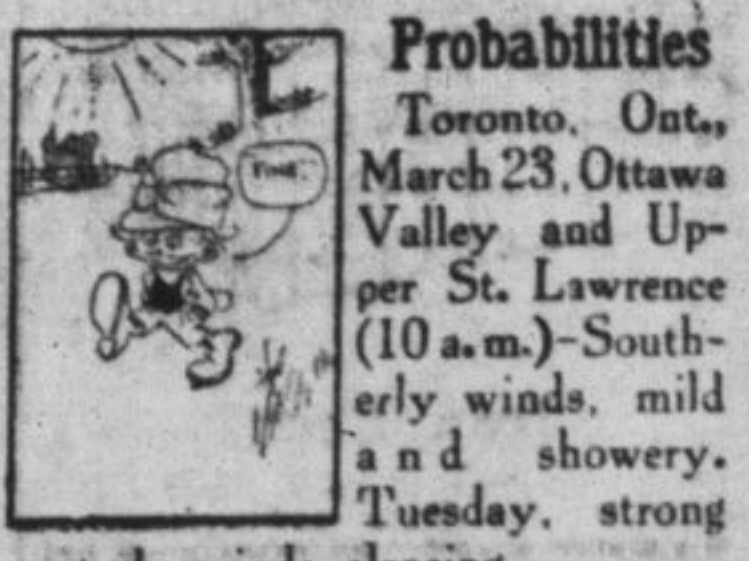 Probabilities
Toronto, Ont.,
March 23, Ottawa
Valley and Up-
per St. Lawrence
(10 a.m.)-South-
erly winds, mild
and showery.
Tuesday, strong